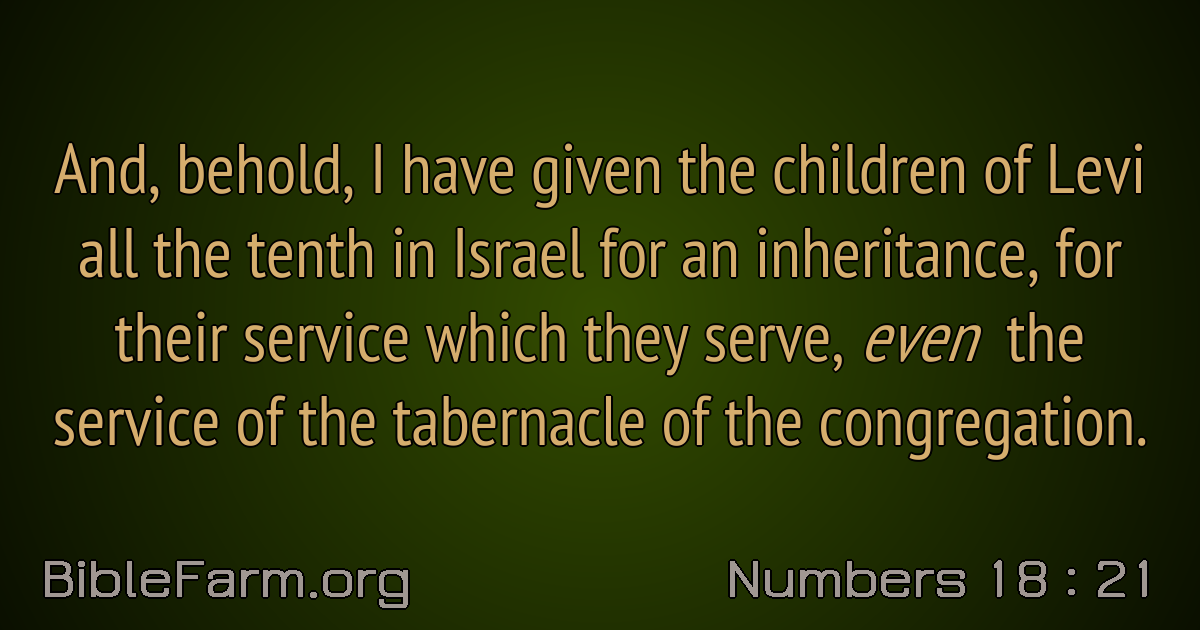 And, behold, I have given the children of Levi
all the tenth in Israel for an inheritance, for
their service which they serve, even the
service of the tabernacle of the congregation.
BibleFarm.org
Numbers 18 : 21